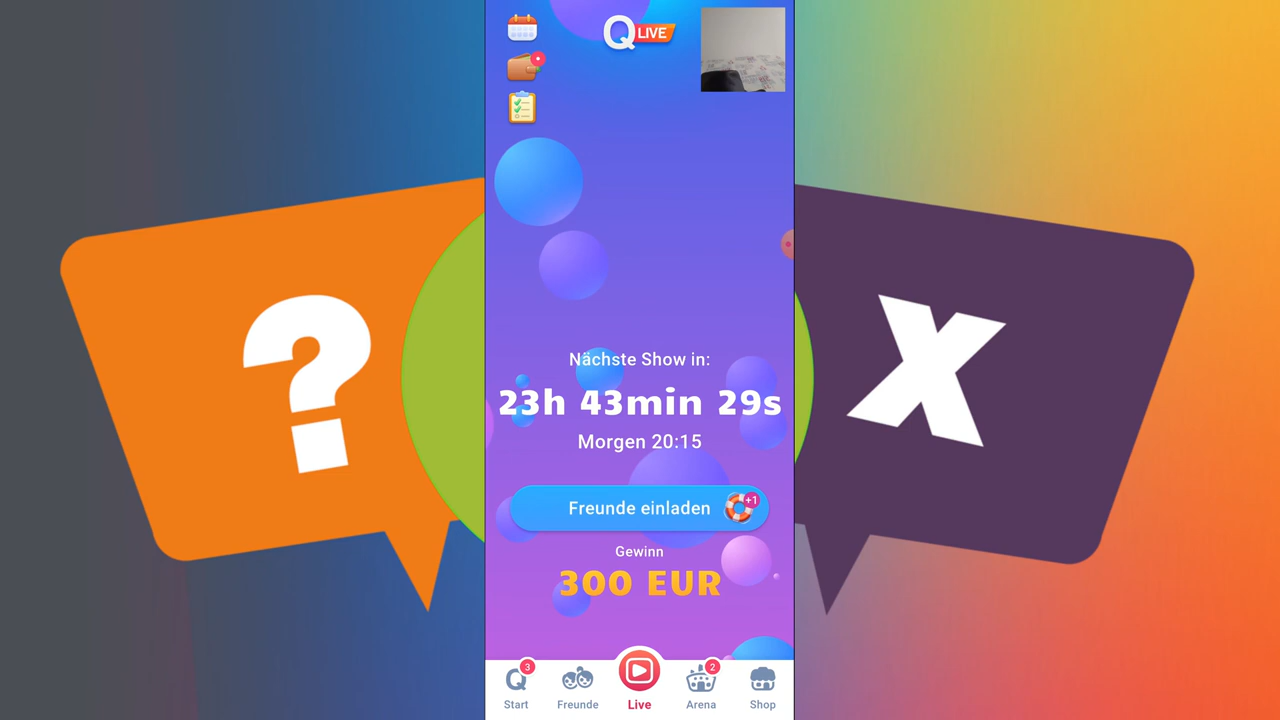 Q LIVE
?
X
Nächste Show in:
23h 43min 29s
Morgen 20:15
Freunde einladen
+1
Gewinn
300 EUR
3
2
Q
Start
Freunde
Live
Arena
Shop